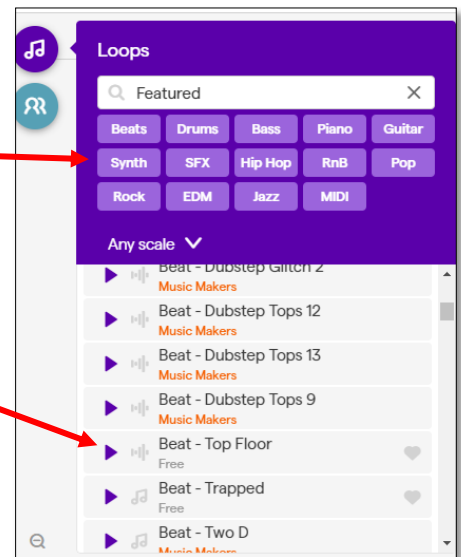 Loops
Featured
Beats Drums Bass Piano Guitar
Synth SFX Hip Hop RnB Pop
Rock EDM Jazz MIDI
Any scale
Beat - Dubstep Glitch 2
Music Makers
Beat - Dubstep Tops 12
Music Makers
Beat - Dubstep Tops 13
Music Makers
Beat - Dubstep Tops 9
Music Makers
Beat - Top Floor
Free
Beat - Trapped
Free
Beat - Two D
Music Makers